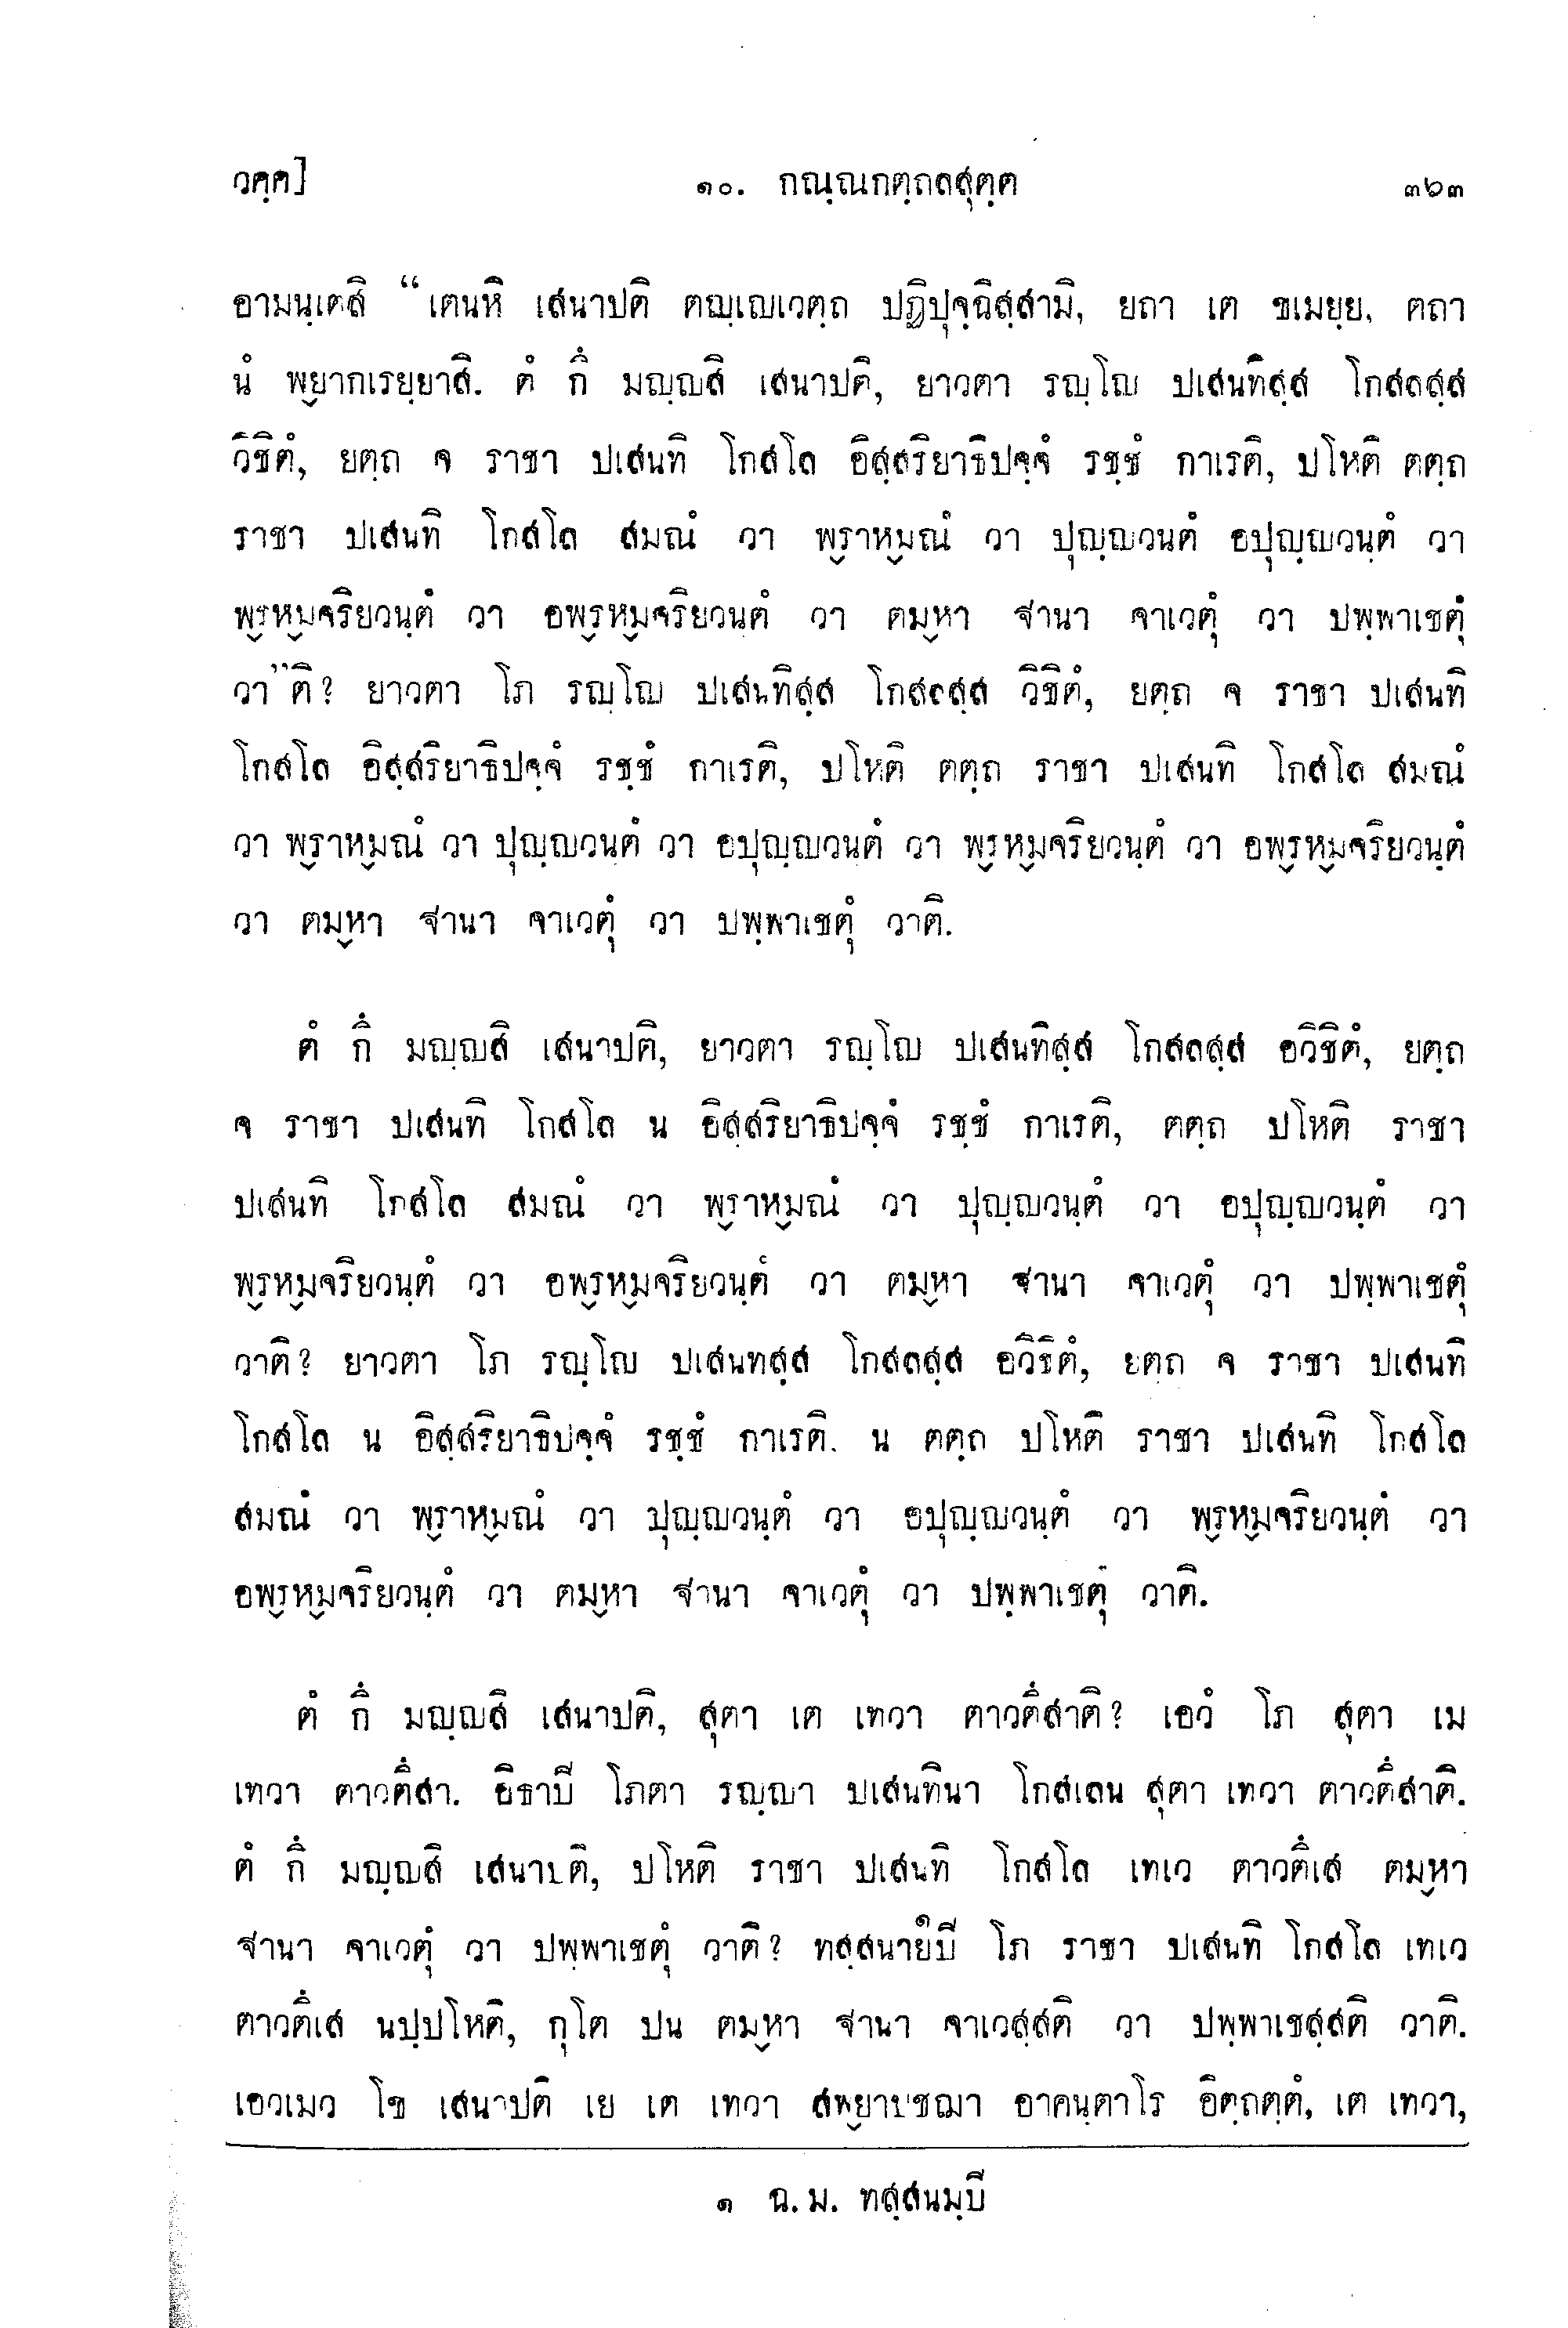 วคฺค] ๑๐. กณฺณกตฺถลสุตฺต ๓๖๓
อามนฺเตสิ “เตนหิ เสนาปติ ตญฺเญเวตฺถ ปฏิปุจฺฉิสฺสามิ, ยถา เต ขเมยฺย, ตถา
นํ พฺยากเรยฺยาสิ. ตํ กึ มญฺญสิ เสนาปติ, ยาวตา รญฺโญ ปเสนทิสฺส โกสลสฺส
วิชิตํ, ยตฺถ จ ราชา ปเสนทิ โกสโล อิสฺสริยาธิปจฺจํ รชฺชํ กาเรติ, ปโหติ ตตฺถ
ราชา ปเสนทิ โกสโล สมณํ วา พฺราหฺมณํ วา ปุญฺญวนฺตํ อปุญฺญวนฺตํ วา
พฺรหฺมจริยวนฺตํ วา อพฺรหฺมจริยวนฺตํ วา ตมฺหา ฐานา จาเวตุํ วา ปพฺพาเชตุํ
วา”ติ? ยาวตา โภ รญฺโญ ปเสนทิสฺส โกสลสฺส วิชิตํ, ยตฺถ จ ราชา ปเสนทิ
โกสโล อิสฺสริยาธิปจฺจํ รชฺชํ กาเรติ, ปโหติ ตตฺถ ราชา ปเสนทิ โกสโล สมณํ
วา พฺราหฺมณํ วา ปุญฺญวนฺตํ วา อปุญฺญวนฺตํ วา พฺรหฺมจริยวนฺตํ วา อพฺรหฺมจริยวนฺตํ
วา ตมฺหา ฐานา จาเวตุํ วา ปพฺพาเชตุํ วาติ.
ตํ กึ มญฺญสิ เสนาปติ, ยาวตา รญฺโญ ปเสนทิสฺส โกสลสฺส อวิชิตํ, ยตฺถ
จ ราชา ปเสนทิ โกสโล น อิสฺสริยาธิปจฺจํ รชฺชํ กาเรติ, ตตฺถ ปโหติ ราชา
ปเสนทิ โกสโล สมณํ วา พฺราหฺมณํ วา ปุญฺญวนฺตํ วา อปุญฺญวนฺตํ วา
พฺรหฺมจริยวนฺตํ วา อพฺรหฺมจริยวนฺตํ วา ตมฺหา ฐานา จาเวตุํ วา ปพฺพาเชตุํ
วาติ? ยาวตา โภ รญฺโญ ปเสนทสฺส โกสลสฺส อวิชิตํ, ยตฺถ จ ราชา ปเสนทิ
โกสโล น อิสฺสริยาธิปจฺจํ รชฺชํ กาเรติ. น ตตฺถ ปโหติ ราชา ปเสนทิ โกสโล
สมณํ วา พฺราหฺมณํ วา ปุญฺญวนฺตํ วา อปุญฺญวนฺตํ วา พฺรหฺมจริยวนฺตํ วา
อพฺรหฺมจริยวนฺตํ วา ตมฺหา ฐานา จาเวตุํ วา ปพฺพาเชตุํ วาติ.
ตํ กึ มญฺญสิ เสนาปติ, สุตา เต เทวา ตาวตึสาติ? เอวํ โภ สุตา เม
เทวา ตาวตึสา. อิธาปิ โภตา รญฺญา ปเสนทินา โกสเลน สุตา เทวา ตาวตึสาติ.
ตํ กึ มญฺญสิ เสนาปติ, ปโหติ ราชา ปเสนทิ โกสโล เทเว ตาวตึเส ตมฺหา
ฐานา จาเวตุํ วา ปพฺพาเชตุํ วาติ? ทสฺสนายปิ๑ โภ ราชา ปเสนทิ โกสโล เทเว
ตาวตึเส นปฺปโหติ, กุโต ปน ตมฺหา ฐานา จาเวสฺสติ วา ปพฺพาเชสฺสติ วาติ.
เอวเมว โข เสนาปติ เย เต เทวา สพฺยาปชฌา อาคนฺตาโร อิตฺถตฺตํ, เต เทวา,
๑ ฉ.ม. ทสฺสนมฺปิ